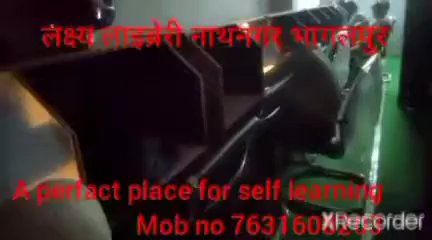 लक्ष्य लाइब्रेरी नाथनगर भागलपुर
A perfact place for self learning
Mob no
XRecorder